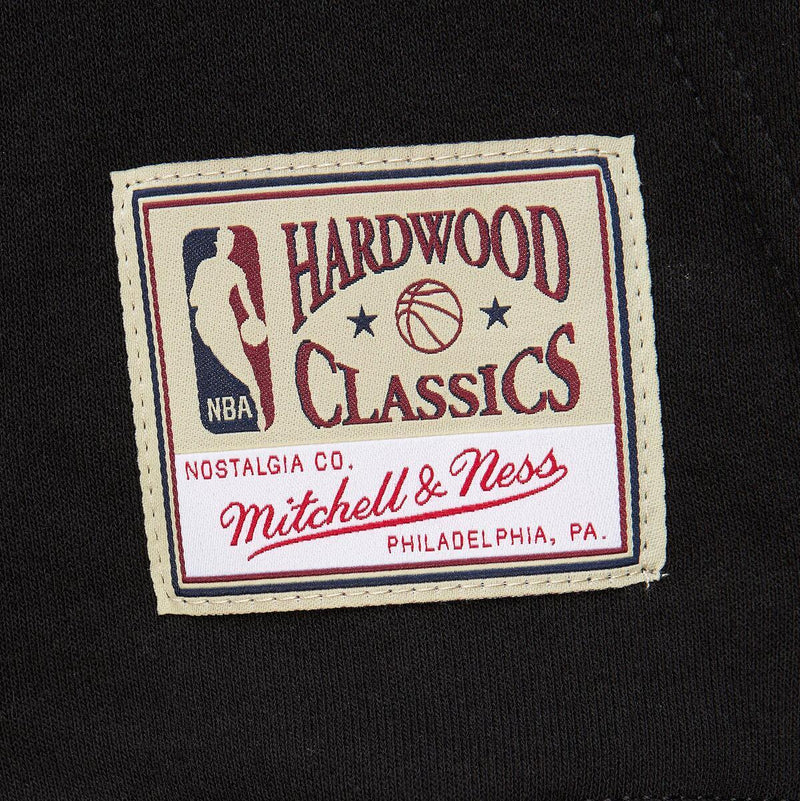 HARDWOOD
CLASSICS
NBA
NOSTALGIA CO.
Mitchell & Ness
PHILADELPHIA, PA.